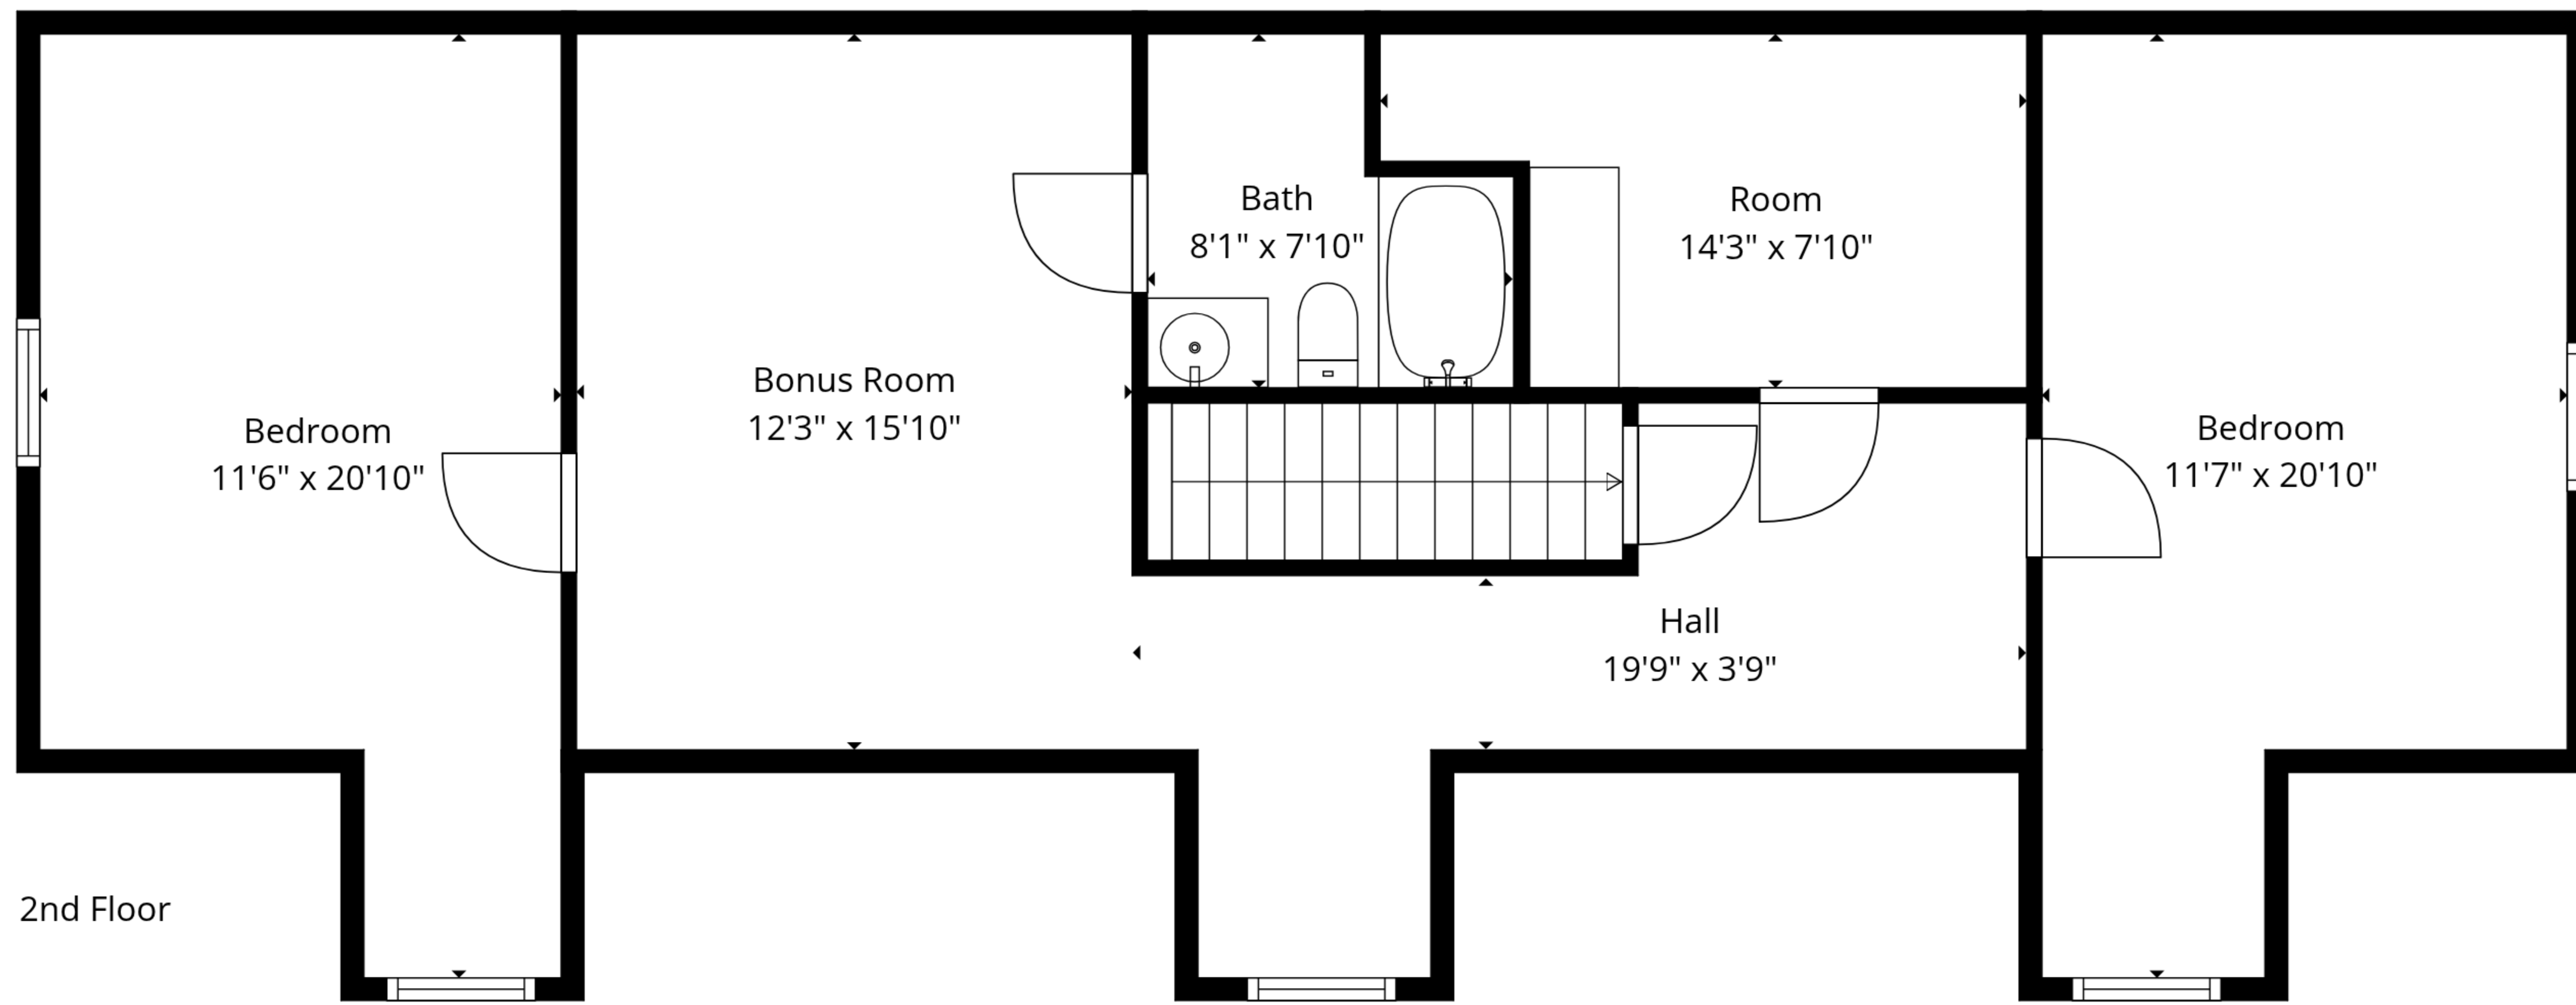 Bedroom
11'6" x 20'10"
Bonus Room
12'3" x 15'10"
Bath
8'1" x 7'10"
Room
14'3" x 7'10"
Hall
19'9" x 3'9"
Bedroom
11'7" x 20'10"
2nd Floor